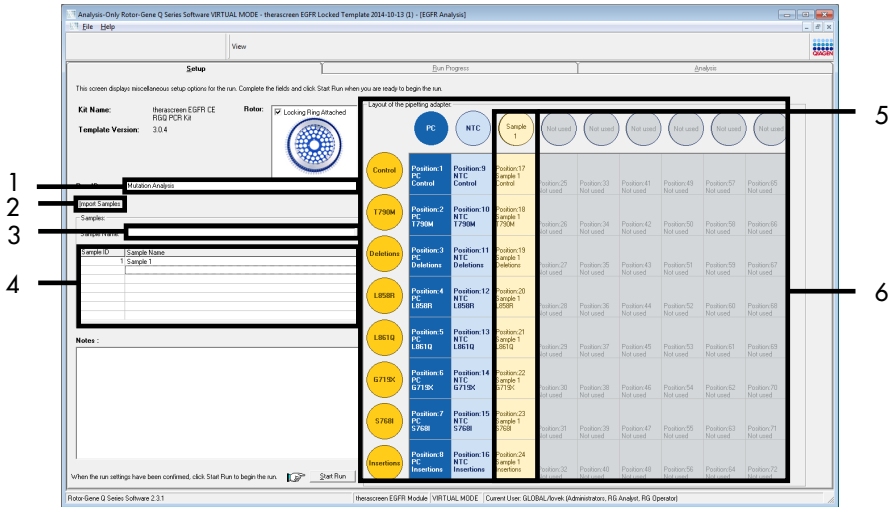 Analysis-Only Rotor-Gene Q Series Software VIRTUAL MODE - therascreen EGFR Locked Template 2014-10-13 (1) - [EGFR Analysis]
File Help
View
QIAGEN
Setup
Run Progress
Analysis
This screen displays miscellaneous setup options for the run. Complete the fields and click Start Run when you are ready to begin the run.
Kit Name: therascreen EGFR CE RGQ PCR Kit
Template Version: 3.0.4
Rotor:
Locking Ring Attached
1
Mutation Analysis
2
Import Samples
Samples:
3
Sample Name:
4
Sample ID Sample Name
1 Sample 1
Notes :
When the run settings have been confirmed, click Start Run to begin the run.
Start Run
Layout of the pipetting adapter:
5
6
PC NTC Sample 1 Not used Not used Not used Not used Not used Not used
Control Position:1 PC Control Position:9 NTC Control Position:17 Sample 1 Control Position:25 Not used Position:33 Not used Position:41 Not used Position:49 Not used Position:57 Not used Position:65 Not used
T790M Position:2 PC T790M Position:10 NTC T790M Position:18 Sample 1 T790M Position:26 Not used Position:34 Not used Position:42 Not used Position:50 Not used Position:58 Not used Position:66 Not used
Deletions Position:3 PC Deletions Position:11 NTC Deletions Position:19 Sample 1 Deletions Position:27 Not used Position:35 Not used Position:43 Not used Position:51 Not used Position:59 Not used Position:67 Not used
L858R Position:4 PC L858R Position:12 NTC L858R Position:20 Sample 1 L858R Position:28 Not used Position:36 Not used Position:44 Not used Position:52 Not used Position:60 Not used Position:68 Not used
L861Q Position:5 PC L861Q Position:13 NTC L861Q Position:21 Sample 1 L861Q Position:29 Not used Position:37 Not used Position:45 Not used Position:53 Not used Position:61 Not used Position:69 Not used
G719X Position:6 PC G719X Position:14 NTC G719X Position:22 Sample 1 G719X Position:30 Not used Position:38 Not used Position:46 Not used Position:54 Not used Position:62 Not used Position:70 Not used
S768I Position:7 PC S768I Position:15 NTC S768I Position:23 Sample 1 S768I Position:31 Not used Position:39 Not used Position:47 Not used Position:55 Not used Position:63 Not used Position:71 Not used
Insertions Position:8 PC Insertions Position:16 NTC Insertions Position:24 Sample 1 Insertions Position:32 Not used Position:40 Not used Position:48 Not used Position:56 Not used Position:64 Not used Position:72 Not used
Rotor-Gene Q Series Software 2.3.1
therascreen EGFR Module VIRTUAL MODE Current User: GLOBAL/lovek (Administrators, RG Analyst, RG Operator)